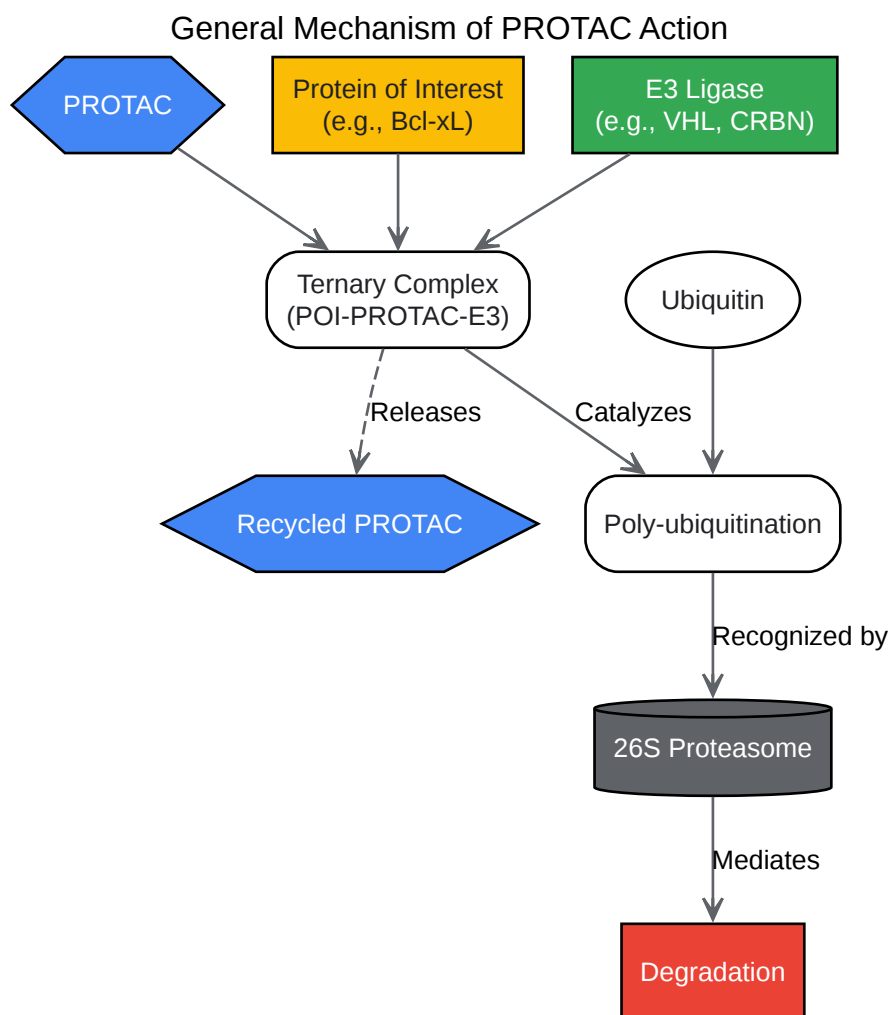 General Mechanism of PROTAC Action
PROTAC
Protein of Interest
(e.g., Bcl-xL)
E3 Ligase
(e.g., VHL, CRBN)
Ternary Complex
(POI-PROTAC-E3)
Ubiquitin
Releases
Catalyzes
Recycled PROTAC
Poly-ubiquitination
Recognized by
26S Proteasome
Mediates
Degradation